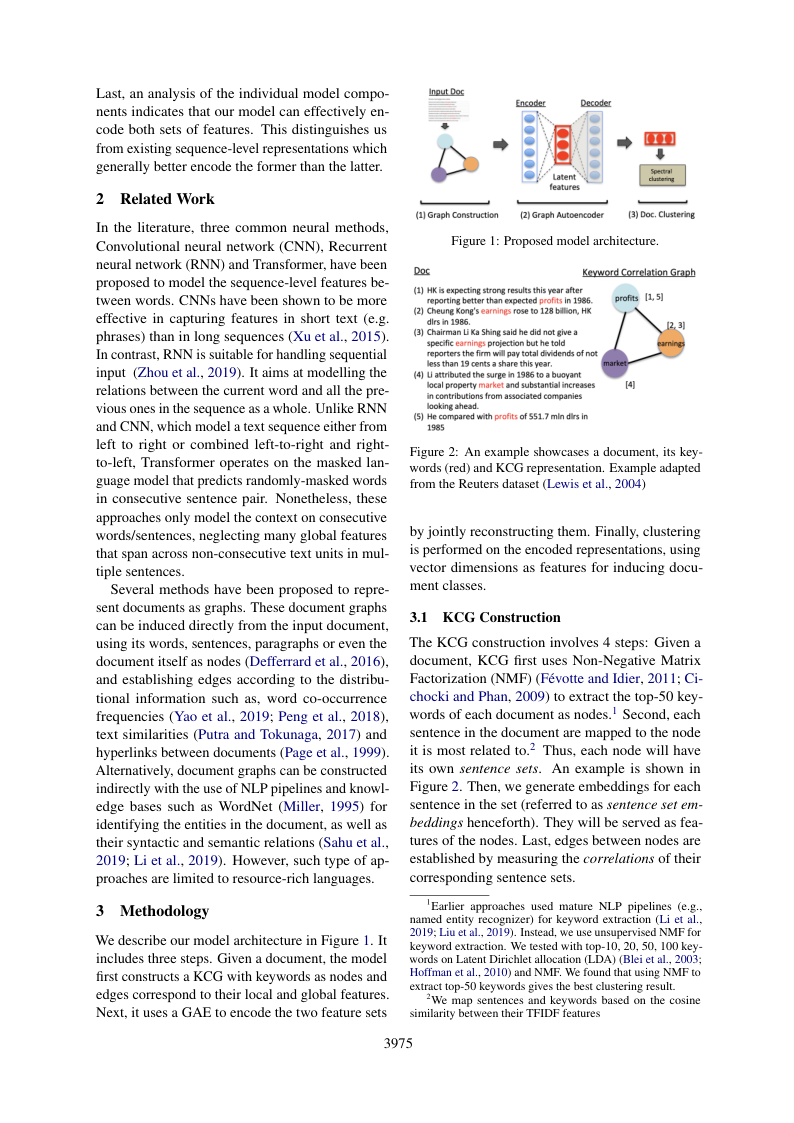 Last, an analysis of the individual model compo-
nents indicates that our model can effectively en-
code both sets of features. This distinguishes us
from existing sequence-level representations which
generally better encode the former than the latter.
2 Related Work
In the literature, three common neural methods,
Convolutional neural network (CNN), Recurrent
neural network (RNN) and Transformer, have been
proposed to model the sequence-level features be-
tween words. CNNs have been shown to be more
effective in capturing features in short text (e.g.
phrases) than in long sequences (Xu et al., 2015).
In contrast, RNN is suitable for handling sequential
input (Zhou et al., 2019). It aims at modelling the
relations between the current word and all the pre-
vious ones in the sequence as a whole. Unlike RNN
and CNN, which model a text sequence either from
left to right or combined left-to-right and right-
to-left, Transformer operates on the masked lan-
guage model that predicts randomly-masked words
in consecutive sentence pair. Nonetheless, these
approaches only model the context on consecutive
words/sentences, neglecting many global features
that span across non-consecutive text units in mul-
tiple sentences.
Several methods have been proposed to repre-
sent documents as graphs. These document graphs
can be induced directly from the input document,
using its words, sentences, paragraphs or even the
document itself as nodes (Defferrard et al., 2016),
and establishing edges according to the distribu-
tional information such as, word co-occurrence
frequencies (Yao et al., 2019; Peng et al., 2018),
text similarities (Putra and Tokunaga, 2017) and
hyperlinks between documents (Page et al., 1999).
Alternatively, document graphs can be constructed
indirectly with the use of NLP pipelines and knowl-
edge bases such as WordNet (Miller, 1995) for
identifying the entities in the document, as well as
their syntactic and semantic relations (Sahu et al.,
2019; Li et al., 2019). However, such type of ap-
proaches are limited to resource-rich languages.
3 Methodology
We describe our model architecture in Figure 1. It
includes three steps. Given a document, the model
first constructs a KCG with keywords as nodes and
edges correspond to their local and global features.
Next, it uses a GAE to encode the two feature sets
Input Doc
Encoder
Decoder
Latent
features
Spectral
clustering
(1) Graph Construction
(2) Graph Autoencoder
(3) Doc. Clustering
Figure 1: Proposed model architecture.
Doc
(1) HK is expecting strong results this year after
reporting better than expected profits in 1986.
(2) Cheung Kong's earnings rose to 128 billion, HK
dlrs in 1986.
(3) Chairman Li Ka Shing said he did not give a
specific earnings projection but he told
reporters the firm will pay total dividends of not
less than 19 cents a share this year.
(4) Li attributed the surge in 1986 to a buoyant
local property market and substantial increases
in contributions from associated companies
looking ahead.
(5) He compared with profits of 551.7 mln dlrs in
1985
Keyword Correlation Graph
profits [1, 5]
[2, 3]
earnings
market
[4]
Figure 2: An example showcases a document, its key-
words (red) and KCG representation. Example adapted
from the Reuters dataset (Lewis et al., 2004)
by jointly reconstructing them. Finally, clustering
is performed on the encoded representations, using
vector dimensions as features for inducing docu-
ment classes.
3.1 KCG Construction
The KCG construction involves 4 steps: Given a
document, KCG first uses Non-Negative Matrix
Factorization (NMF) (Févotte and Idier, 2011; Ci-
chocki and Phan, 2009) to extract the top-50 key-
words of each document as nodes.1 Second, each
sentence in the document are mapped to the node
it is most related to.2 Thus, each node will have
its own sentence sets. An example is shown in
Figure 2. Then, we generate embeddings for each
sentence in the set (referred to as sentence set em-
beddings henceforth). They will be served as fea-
tures of the nodes. Last, edges between nodes are
established by measuring the correlations of their
corresponding sentence sets.
1Earlier approaches used mature NLP pipelines (e.g.,
named entity recognizer) for keyword extraction (Li et al.,
2019; Liu et al., 2019). Instead, we use unsupervised NMF for
keyword extraction. We tested with top-10, 20, 50, 100 key-
words on Latent Dirichlet allocation (LDA) (Blei et al., 2003;
Hoffman et al., 2010) and NMF. We found that using NMF to
extract top-50 keywords gives the best clustering result.
2We map sentences and keywords based on the cosine
similarity between their TFIDF features
3975